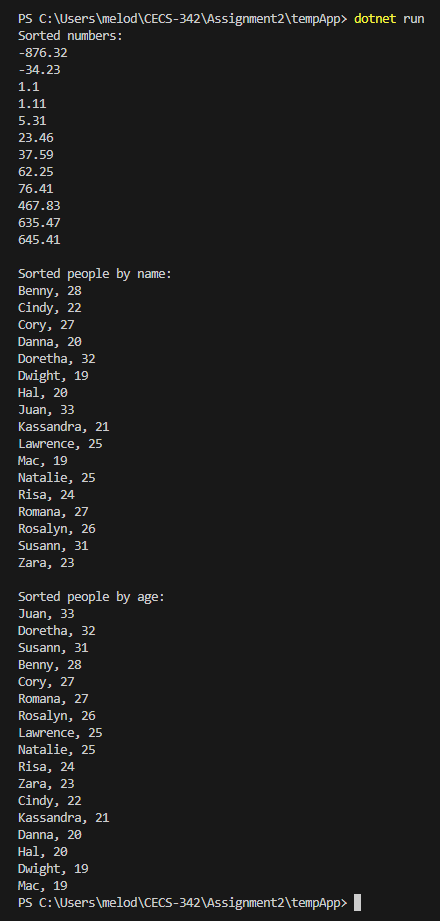 PS C:\Users\melod\CECS-342\Assignment2\tempApp> dotnet run
Sorted numbers:
-876.32
-34.23
1.1
1.11
5.31
23.46
37.59
62.25
76.41
467.83
635.47
645.41

Sorted people by name:
Benny, 28
Cindy, 22
Cory, 27
Danna, 20
Doretha, 32
Dwight, 19
Hal, 20
Juan, 33
Kassandra, 21
Lawrence, 25
Mac, 19
Natalie, 25
Risa, 24
Romana, 27
Rosalyn, 26
Susann, 31
Zara, 23

Sorted people by age:
Juan, 33
Doretha, 32
Susann, 31
Benny, 28
Cory, 27
Romana, 27
Rosalyn, 26
Lawrence, 25
Natalie, 25
Risa, 24
Zara, 23
Cindy, 22
Kassandra, 21
Danna, 20
Hal, 20
Dwight, 19
Mac, 19
PS C:\Users\melod\CECS-342\Assignment2\tempApp>